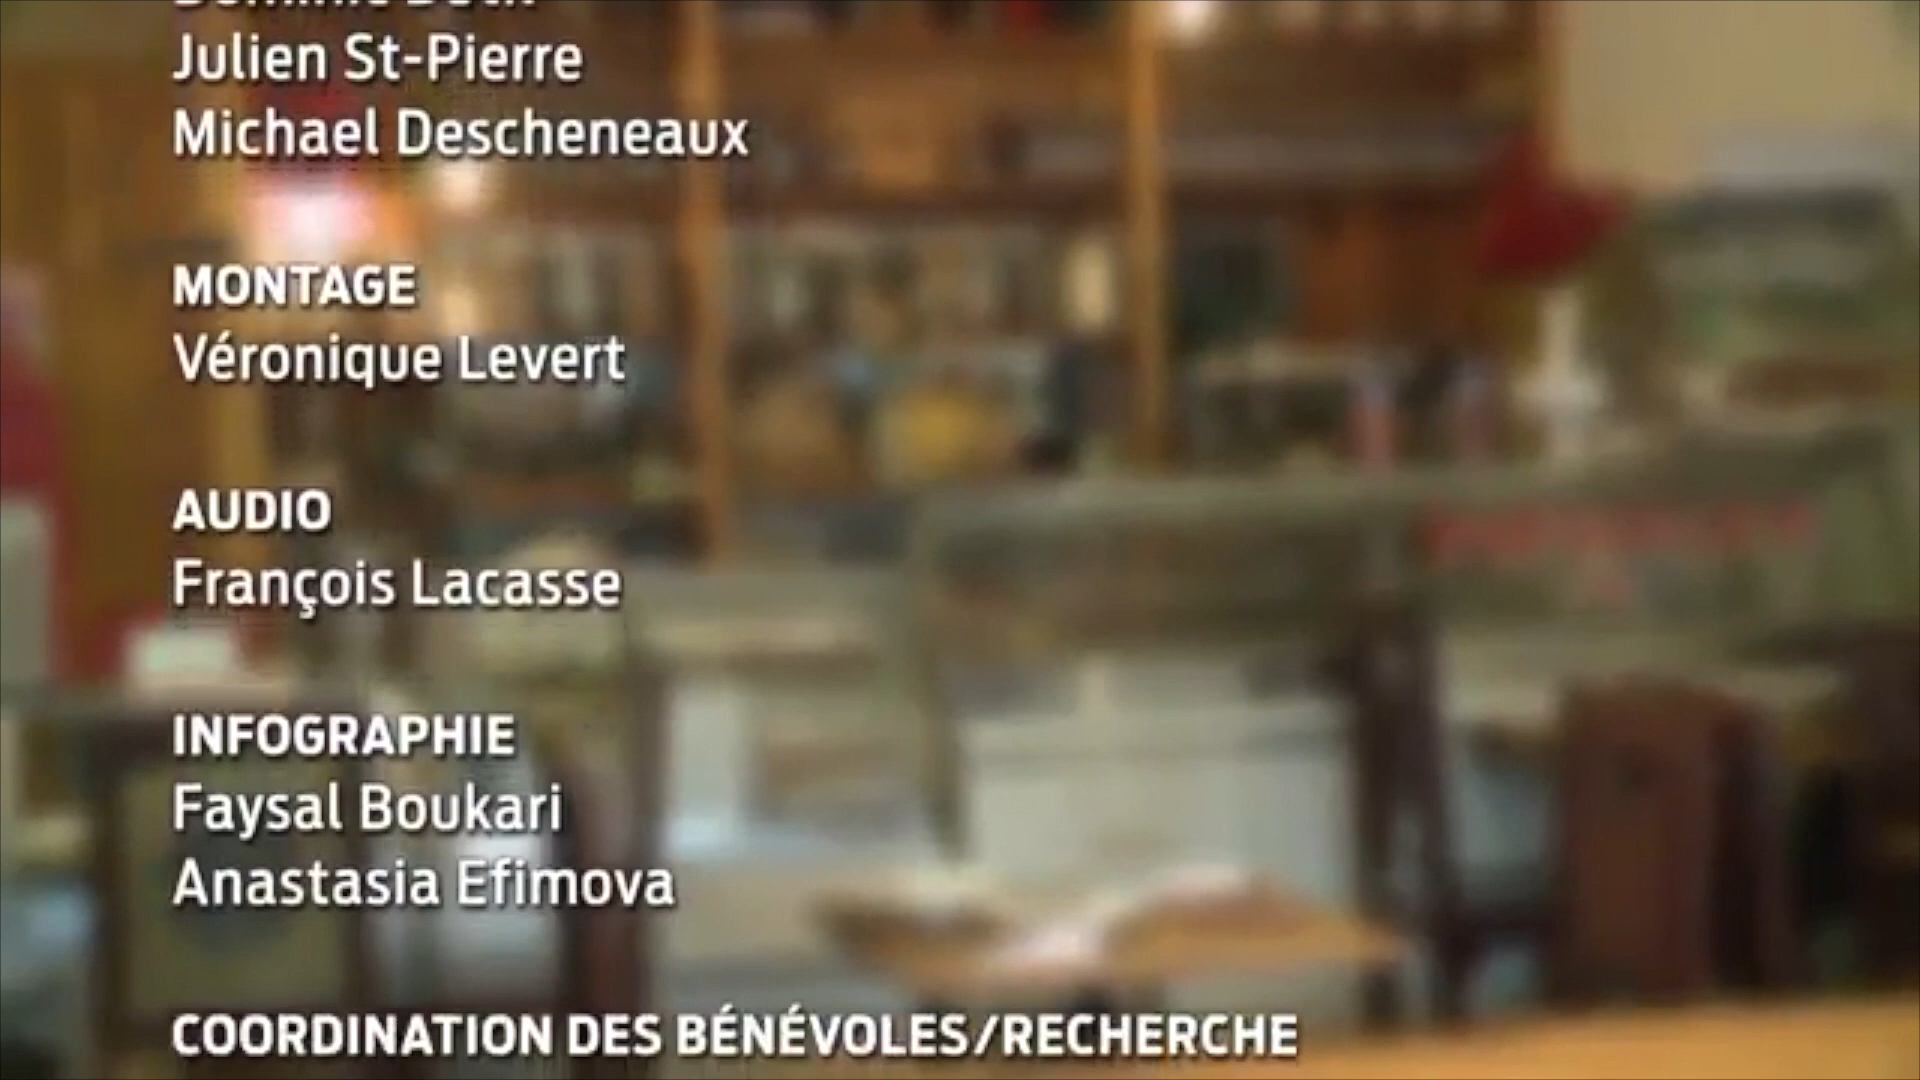 Julien St-Pierre
Michael Descheneaux
MONTAGE
Véronique Levert
AUDIO
François Lacasse
INFOGRAPHIE
Faysal Boukari
Anastasia Efimova
COORDINATION DES BÉNÉVOLES/RECHERCHE